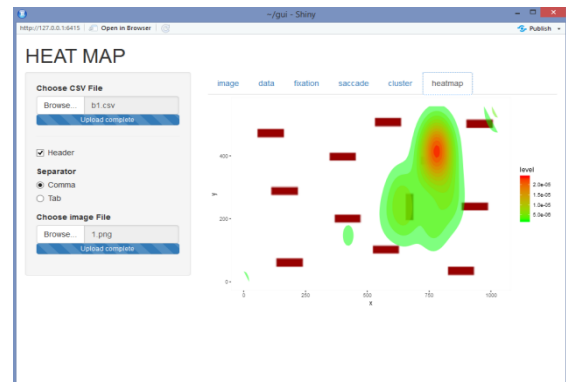 ~/gui - Shiny
http://127.0.0.1:6415 Open in Browser
Publish
HEAT MAP
Choose CSV File
Browse... b1.csv
Upload complete
Header
Separator
Comma
Tab
Choose image File
Browse... 1.png
Upload complete
image data fixation saccade cluster heatmap
400
200
0
y
0 250 500 750 1000
x
level
2.0e-05
1.5e-05
1.0e-05
5.0e-06